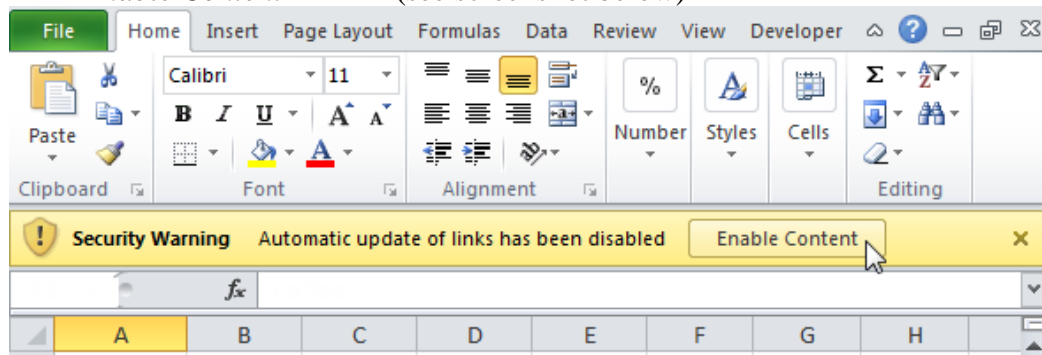 File Home Insert Page Layout Formulas Data Review View Developer
Calibri 11 Σ A Z
B I U A A a % A
Paste Number Styles Cells
A
Clipboard Font Alignment Editing
Security Warning Automatic update of links has been disabled Enable Content
fx
A B C D E F G H